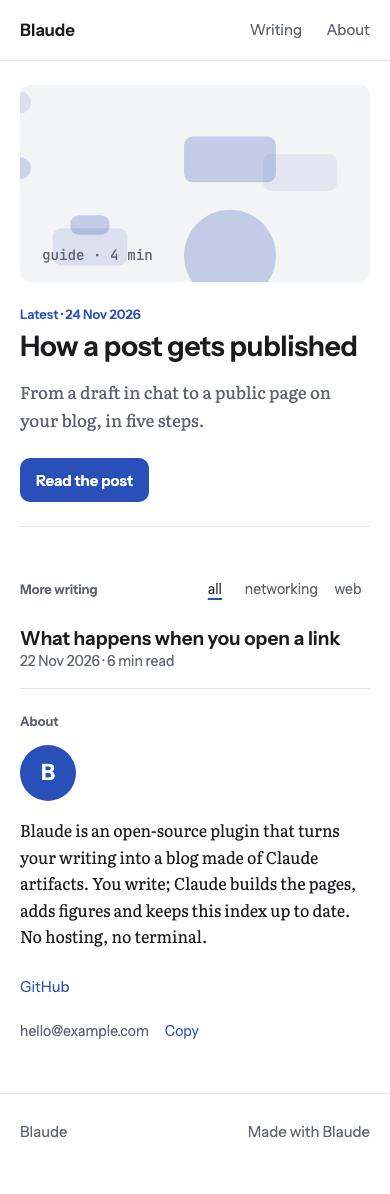 Blaude
Writing
About
guide · 4 min
Latest · 24 Nov 2026
How a post gets published
From a draft in chat to a public page on
your blog, in five steps.
Read the post
More writing
all
networking
web
What happens when you open a link
22 Nov 2026 · 6 min read
About
B
Blaude is an open-source plugin that turns
your writing into a blog made of Claude
artifacts. You write; Claude builds the pages,
adds figures and keeps this index up to date.
No hosting, no terminal.
GitHub
hello@example.com
Copy
Blaude
Made with Blaude